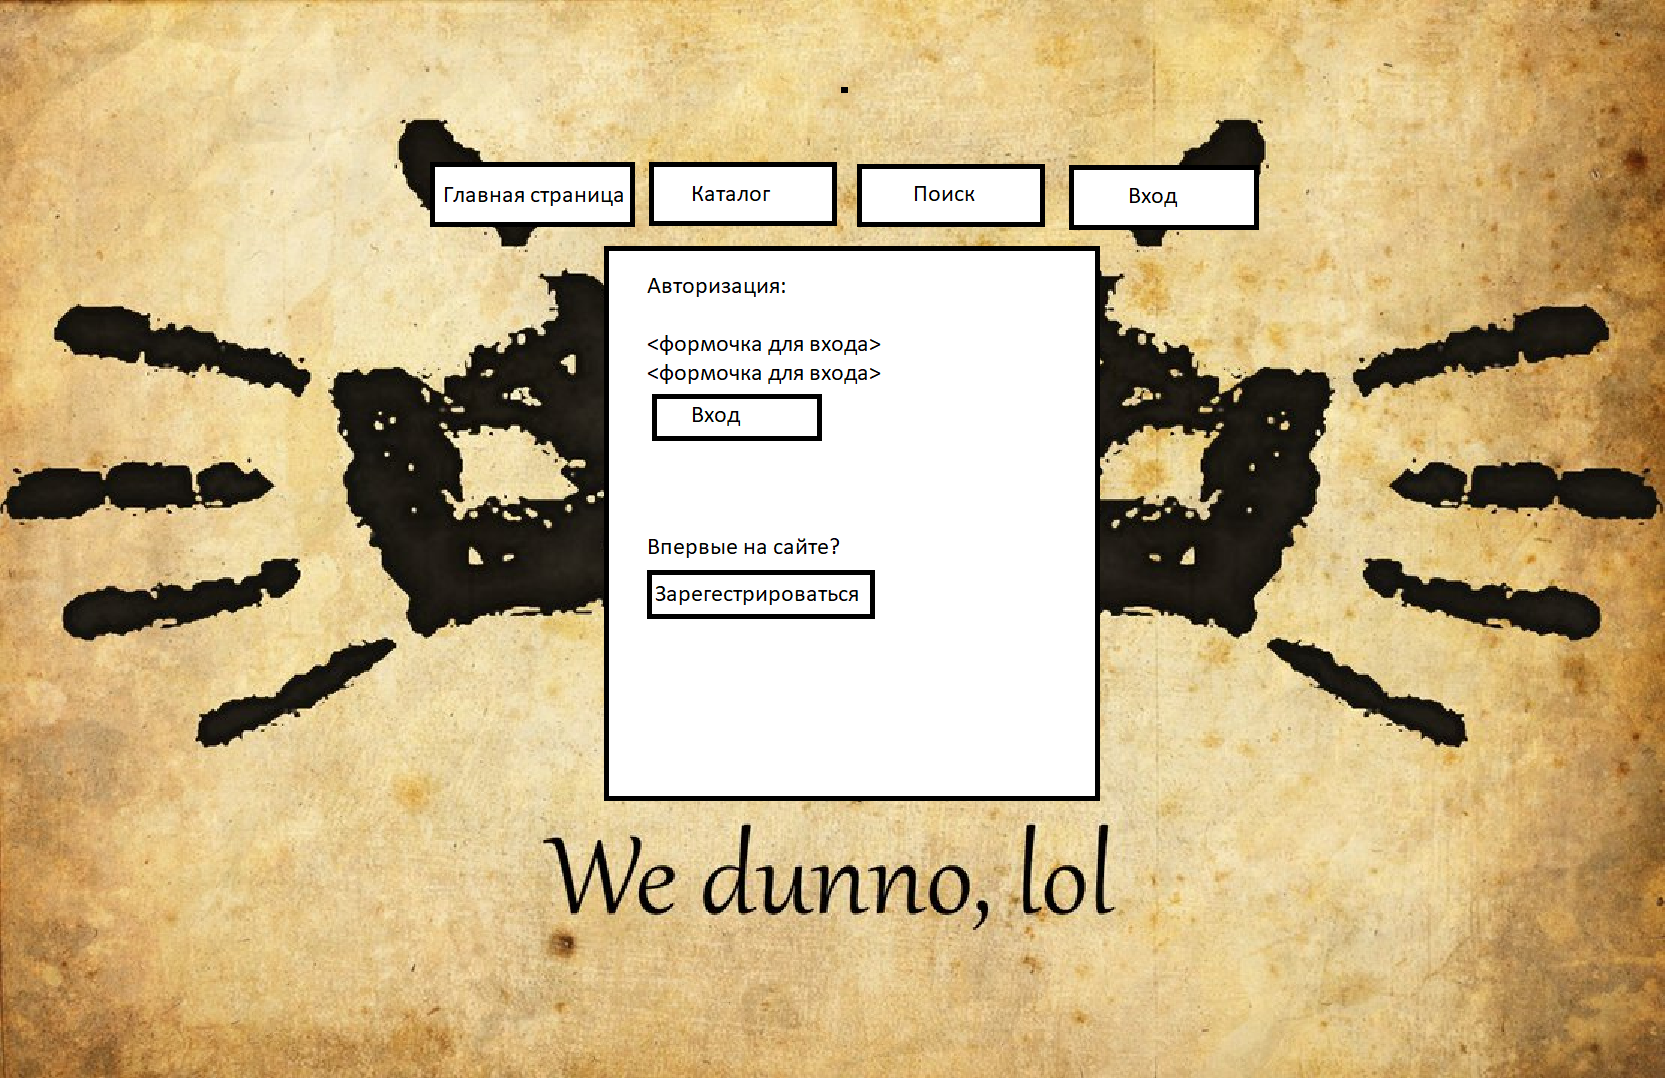 Главная страница
Каталог
Поиск
Вход
Авторизация:
<формочка для входа>
<формочка для входа>
Вход
Впервые на сайте?
Зарегестрироваться
We dunno, lol